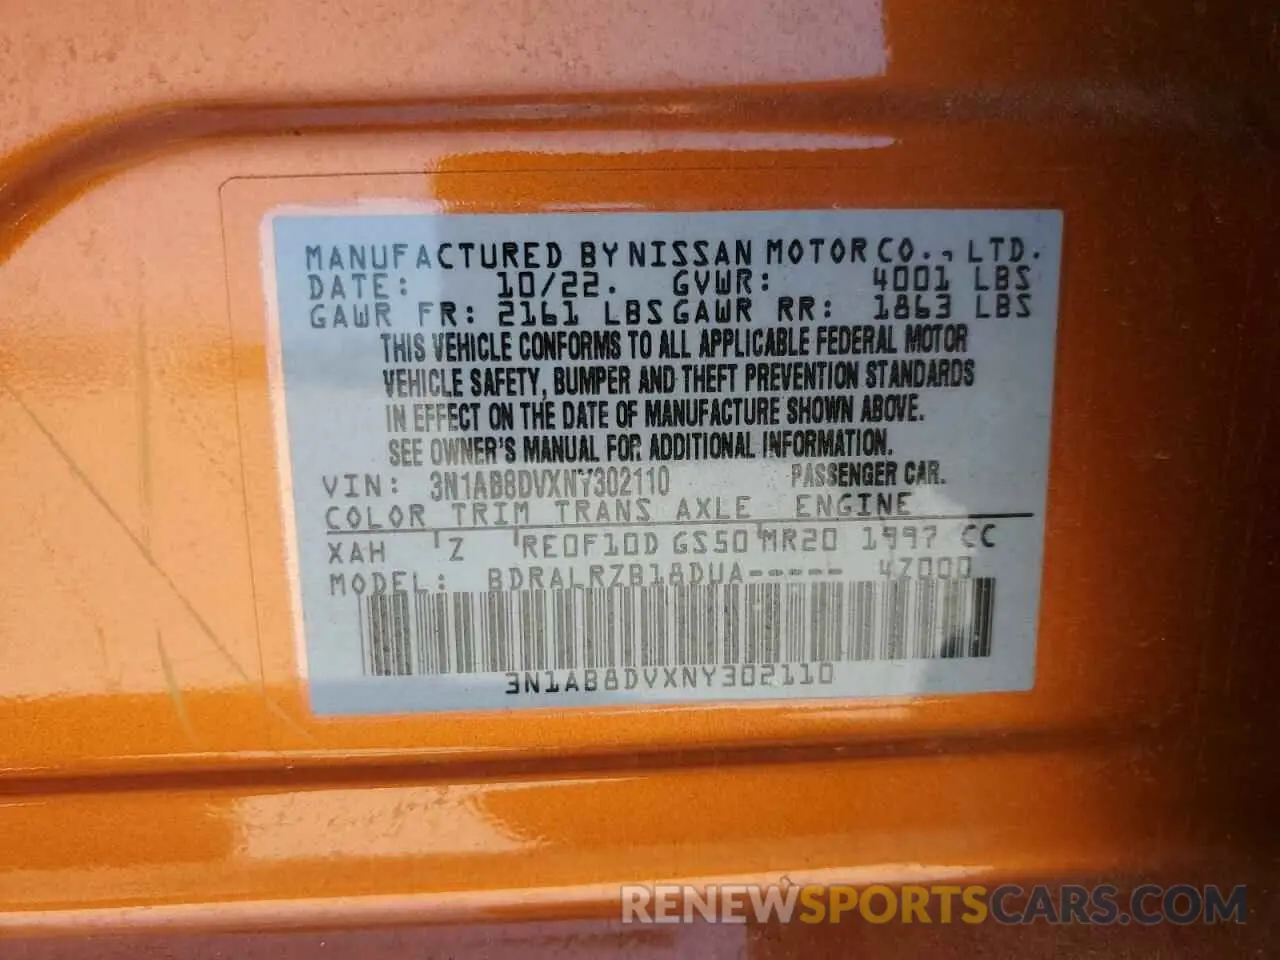 MANUFACTURED BY NISSAN MOTOR CO., LTD.
DATE: 10/22. GVWR: 4001 LBS
GAWR FR: 2161 LBS GAWR RR: 1863 LBS
THIS VEHICLE CONFORMS TO ALL APPLICABLE FEDERAL MOTOR
VEHICLE SAFETY, BUMPER AND THEFT PREVENTION STANDARDS
IN EFFECT ON THE DATE OF MANUFACTURE SHOWN ABOVE.
SEE OWNER'S MANUAL FOR ADDITIONAL INFORMATION.
VIN: 3N1AB8DVXNY302110 PASSENGER CAR.
COLOR TRIM TRANS AXLE ENGINE
XAH Z RE0F10D GS50 MR20 1997 CC
MODEL: BDRALRZB18DUA----- 4Z000
3N1AB8DVXNY302110
RENEWSPORTSCARS.COM